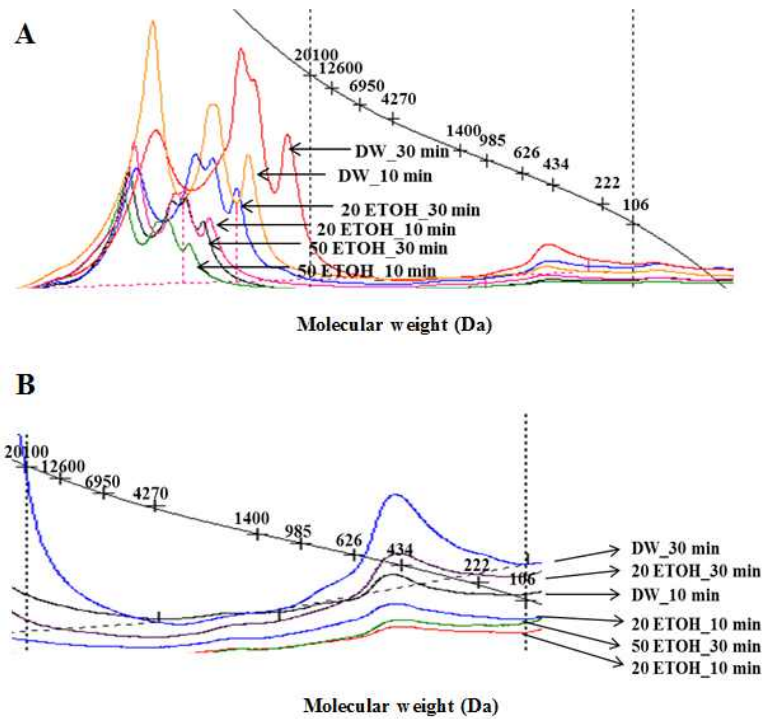 A
20100
12600
6950
4270
1400
985
626
434
222
106
DW_30 min
DW_10 min
20 ETOH_30 min
20 ETOH_10 min
50 ETOH_30 min
50 ETOH_10 min
Molecular weight (Da)
B
20100
12600
6950
4270
1400
985
626
434
222
106
DW_30 min
20 ETOH_30 min
DW_10 min
20 ETOH_10 min
50 ETOH_30 min
20 ETOH_10 min
Molecular weight (Da)